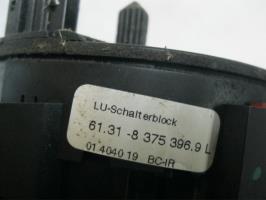 LU-Schalterblock
61.31 -8 375 396.9 L
01 4040 19 BC-IR